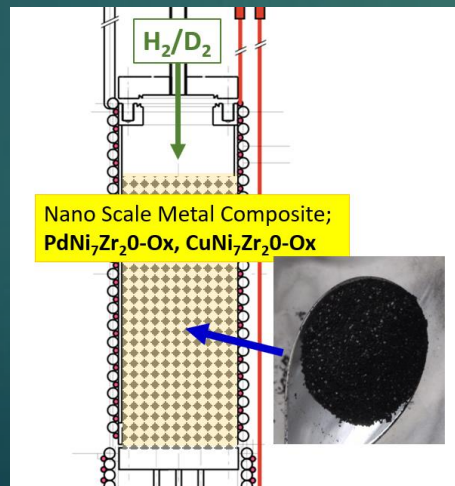 H₂/D₂
Nano Scale Metal Composite;
PdNi₇Zr₂0-Ox, CuNi₇Zr₂0-Ox